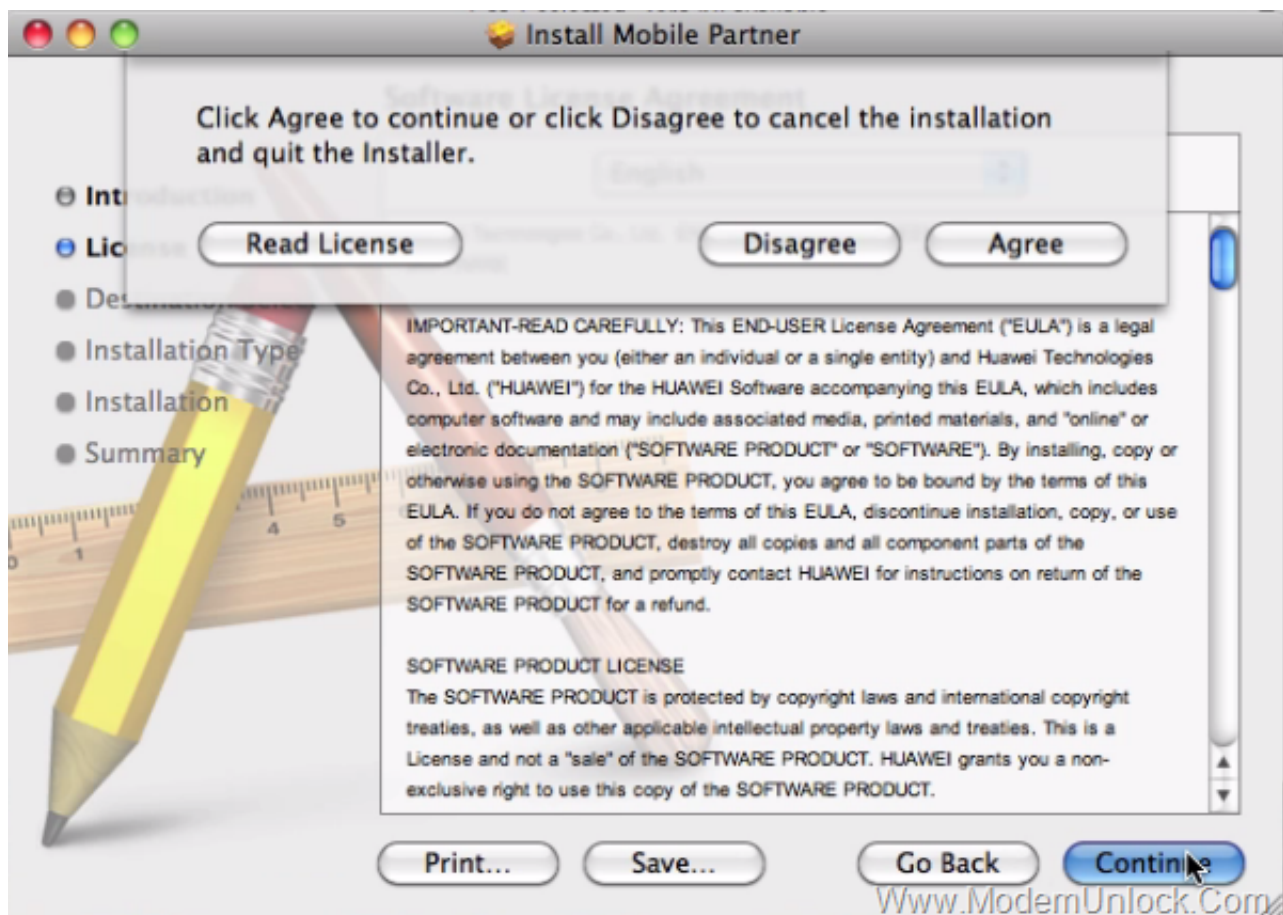 Install Mobile Partner
Software License Agreement
Click Agree to continue or click Disagree to cancel the installation
and quit the Installer.
English
Introduction
License
Read License
Disagree
Agree
Destination
Installation Type
Installation
Summary
IMPORTANT-READ CAREFULLY: This END-USER License Agreement ("EULA") is a legal
agreement between you (either an individual or a single entity) and Huawei Technologies
Co., Ltd. ("HUAWEI") for the HUAWEI Software accompanying this EULA, which includes
computer software and may include associated media, printed materials, and "online" or
electronic documentation ("SOFTWARE PRODUCT" or "SOFTWARE"). By installing, copy or
otherwise using the SOFTWARE PRODUCT, you agree to be bound by the terms of this
EULA. If you do not agree to the terms of this EULA, discontinue installation, copy, or use
of the SOFTWARE PRODUCT, destroy all copies and all component parts of the
SOFTWARE PRODUCT, and promptly contact HUAWEI for instructions on return of the
SOFTWARE PRODUCT for a refund.
SOFTWARE PRODUCT LICENSE
The SOFTWARE PRODUCT is protected by copyright laws and international copyright
treaties, as well as other applicable intellectual property laws and treaties. This is a
License and not a "sale" of the SOFTWARE PRODUCT. HUAWEI grants you a non-
exclusive right to use this copy of the SOFTWARE PRODUCT.
0 1 4 5
Print...
Save...
Go Back
Continue
Www.ModemUnlock.Com